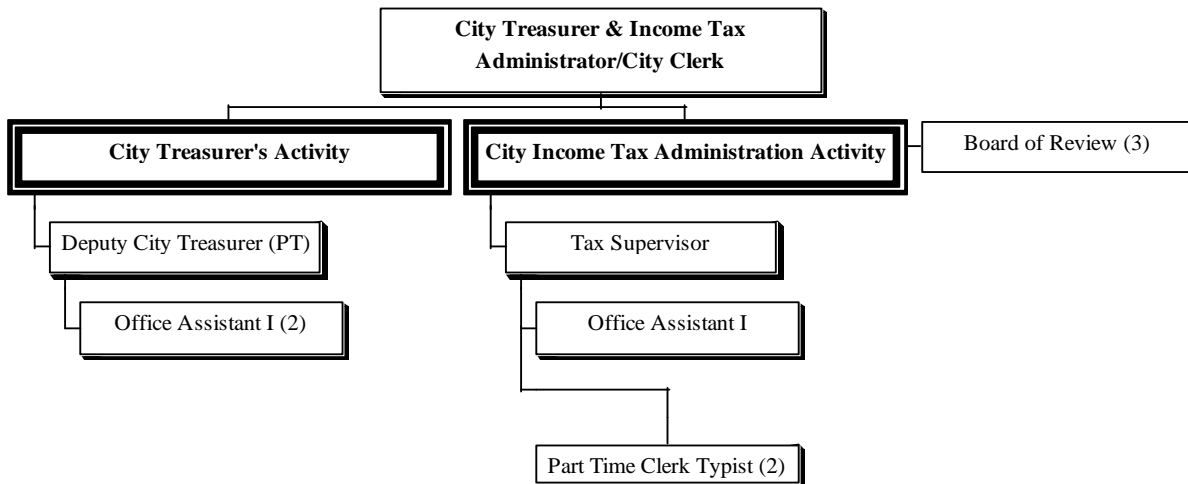 City Treasurer & Income Tax
Administrator/City Clerk
City Treasurer's Activity
City Income Tax Administration Activity
Board of Review (3)
Deputy City Treasurer (PT)
Tax Supervisor
Office Assistant I (2)
Office Assistant I
Part Time Clerk Typist (2)